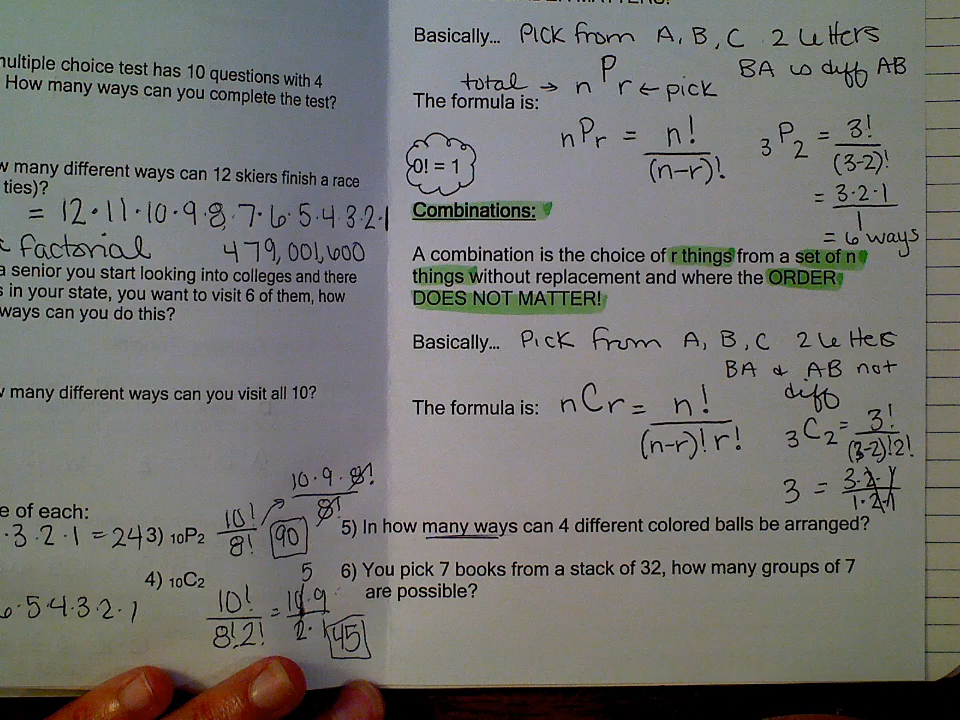 ultiple choice test has 10 questions with 4
How many ways can you complete the test?
w many different ways can 12 skiers finish a race
ties)?
= 12·11·10·9·8·7·6·5·4·3·2·1
factorial 479,001,600
a senior you start looking into colleges and there
s in your state, you want to visit 6 of them, how
ways can you do this?
w many different ways can you visit all 10?
e of each:
·3·2·1 = 24
3) 10P2 10!/8! → 10·9·8!/8! 90
4) 10C2 10!/8!2! = 10·9/2·1 5 45
6·5·4·3·2·1
Basically... Pick from A, B, C 2 letters
BA is diff AB
total → nPr ← pick
The formula is:
nPr = n!/(n-r)!
3P2 = 3!/(3-2)!
= 3·2·1/1
= 6 ways
0! = 1
Combinations:
A combination is the choice of r things from a set of n
things without replacement and where the ORDER
DOES NOT MATTER!
Basically... Pick from A, B, C 2 letters
BA & AB not
diff
The formula is: nCr = n!/(n-r)!r!
3C2 = 3!/(3-2)!2!
3 = 3·2·1/1·2·1
5) In how many ways can 4 different colored balls be arranged?
6) You pick 7 books from a stack of 32, how many groups of 7
are possible?